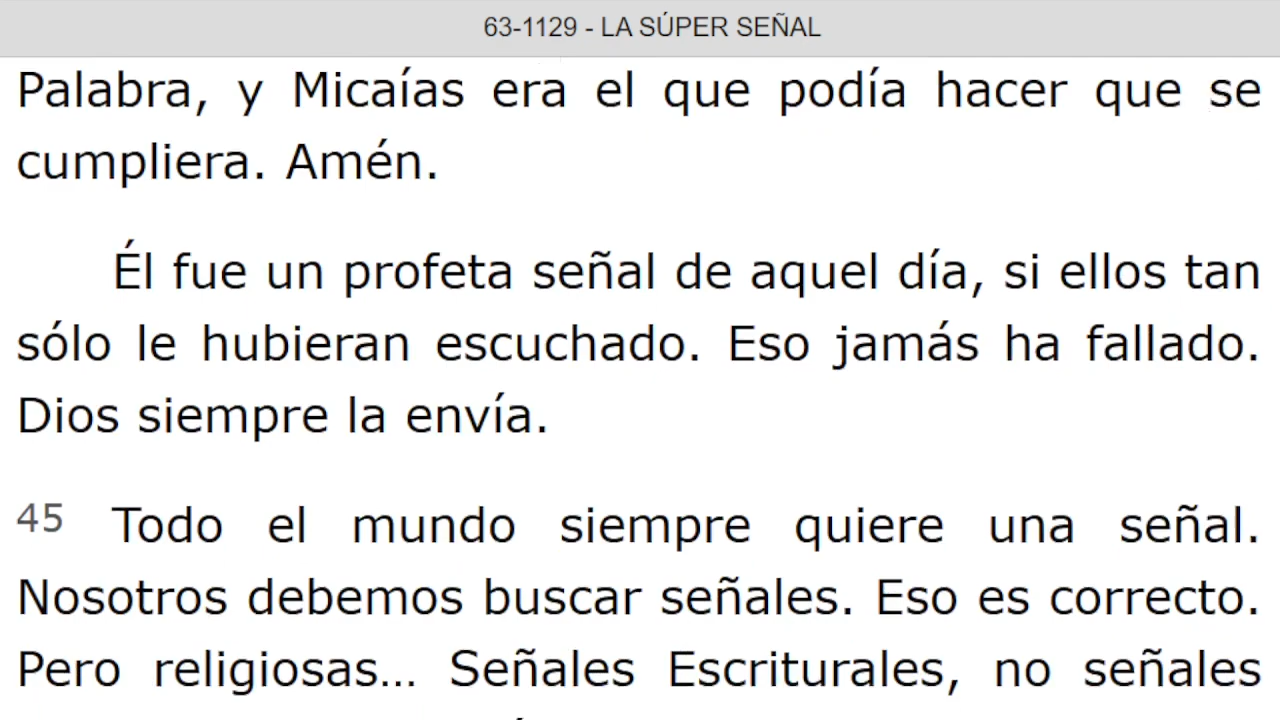 63-1129 - LA SÚPER SEÑAL
Palabra, y Micaías era el que podía hacer que se
cumpliera. Amén.
Él fue un profeta señal de aquel día, si ellos tan
sólo le hubieran escuchado. Eso jamás ha fallado.
Dios siempre la envía.
45 Todo el mundo siempre quiere una señal.
Nosotros debemos buscar señales. Eso es correcto.
Pero religiosas... Señales Escriturales, no señales